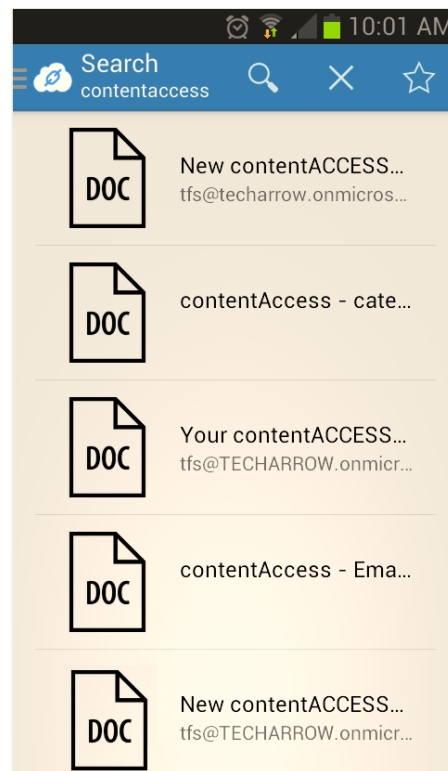 10:01 AM
Search
contentaccess
DOC
New contentACCESS...
tfs@techarrow.onmicros...
DOC
contentAccess - cate...
DOC
Your contentACCESS...
tfs@TECHARROW.onmicr...
DOC
contentAccess - Ema...
DOC
New contentACCESS...
tfs@TECHARROW.onmicr...